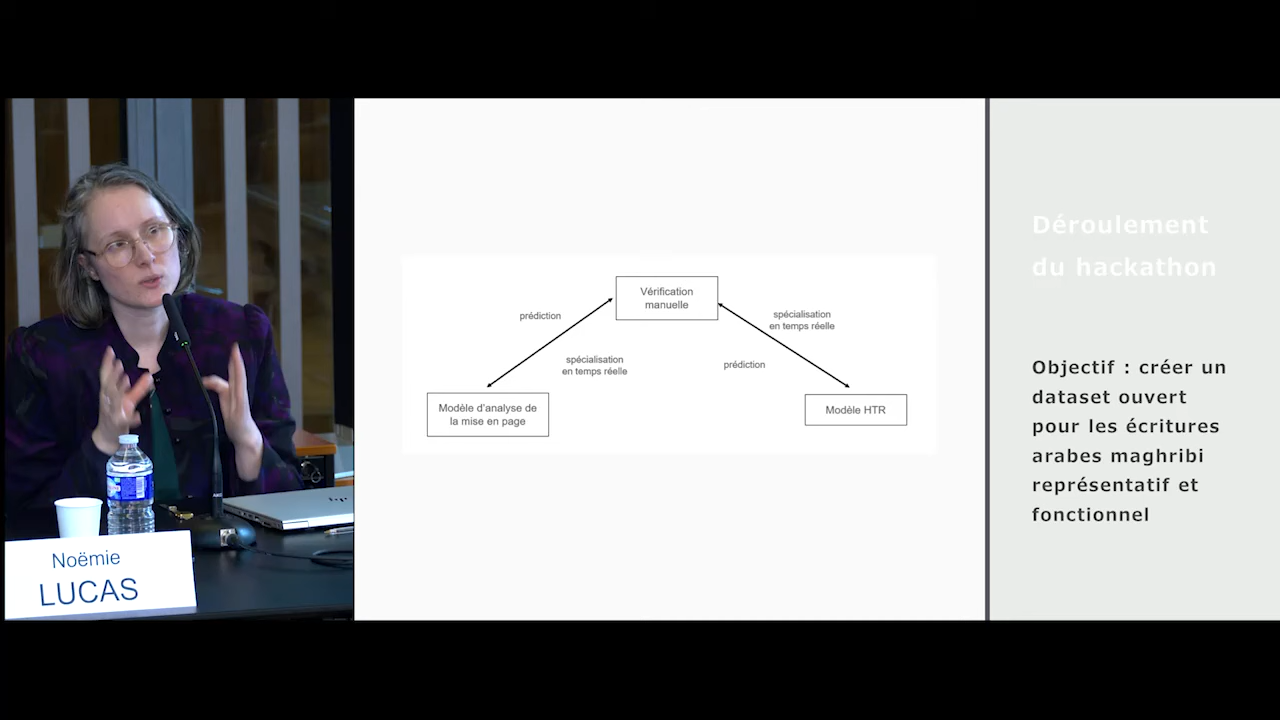 Noëmie
LUCAS
Vérification
manuelle
prédiction
spécialisation
en temps réelle
spécialisation
en temps réelle
prédiction
Modèle d'analyse de
la mise en page
Modèle HTR
Déroulement
du hackathon
Objectif : créer un
dataset ouvert
pour les écritures
arabes maghribi
représentatif et
fonctionnel